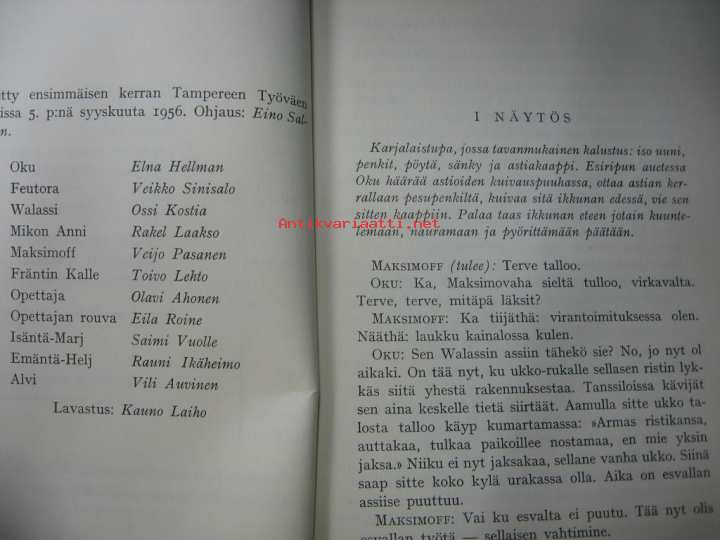 itty ensimmäisen kerran Tampereen Työväen
issa 5. p:nä syyskuuta 1956. Ohjaus: Eino Sal-
n.
Oku Elna Hellman
Feutora Veikko Sinisalo
Walassi Ossi Kostia
Mikon Anni Rakel Laakso
Maksimoff Veijo Pasanen
Fräntin Kalle Toivo Lehto
Opettaja Olavi Ahonen
Opettajan rouva Eila Roine
Isäntä-Marj Saimi Vuolle
Emäntä-Helj Rauni Ikäheimo
Alvi Vili Auvinen
Lavastus: Kauno Laiho
Antikvariaatti.net
I NÄYTÖS
Karjalaistupa, jossa tavanmukainen kalustus: iso uuni,
penkit, pöytä, sänky ja astiakaappi. Esiripun auetessa
Oku häärää astioiden kuivauspuuhassa, ottaa astian ker-
rallaan pesupenkiltä, kuivaa sitä ikkunan edessä, vie sen
sitten kaappiin. Palaa taas ikkunan eteen jotain kuunte-
lemaan, nauramaan ja pyörittämään päätään.
MAKSIMOFF (tulee): Terve talloo.
OKU: Ka, Maksimovaha sieltä tulloo, virkavalta.
Terve, terve, mitäpä läksit?
MAKSIMOFF: Ka tiijäthä: virantoimituksessa olen.
Nääthä: laukku kainalossa kulen.
OKU: Sen Walassin assiin tähekö sie? No, jo nyt ol
aikaki. On tää nyt, ku ukko-rukalle sellasen ristin lyk-
käs siitä yhestä rakennuksestaa. Tanssiloissa kävijät
sen aina keskelle tietä siirtäät. Aamulla sitte ukko ta-
losta talloo käyp kumartamassa: »Armas ristikansa,
auttakaa, tulkaa paikoillee nostamaa, en mie yksin
jaksa.» Niiku ei nyt jaksakaa, sellane vanha ukko. Siinä
saap sitte koko kylä urakassa olla. Aika on esvallan
assiise puuttuu.
MAKSIMOFF: Vai ku esvalta ei puutu. Tää nyt olis
esvallan työtä — sellaisen vahtimine.